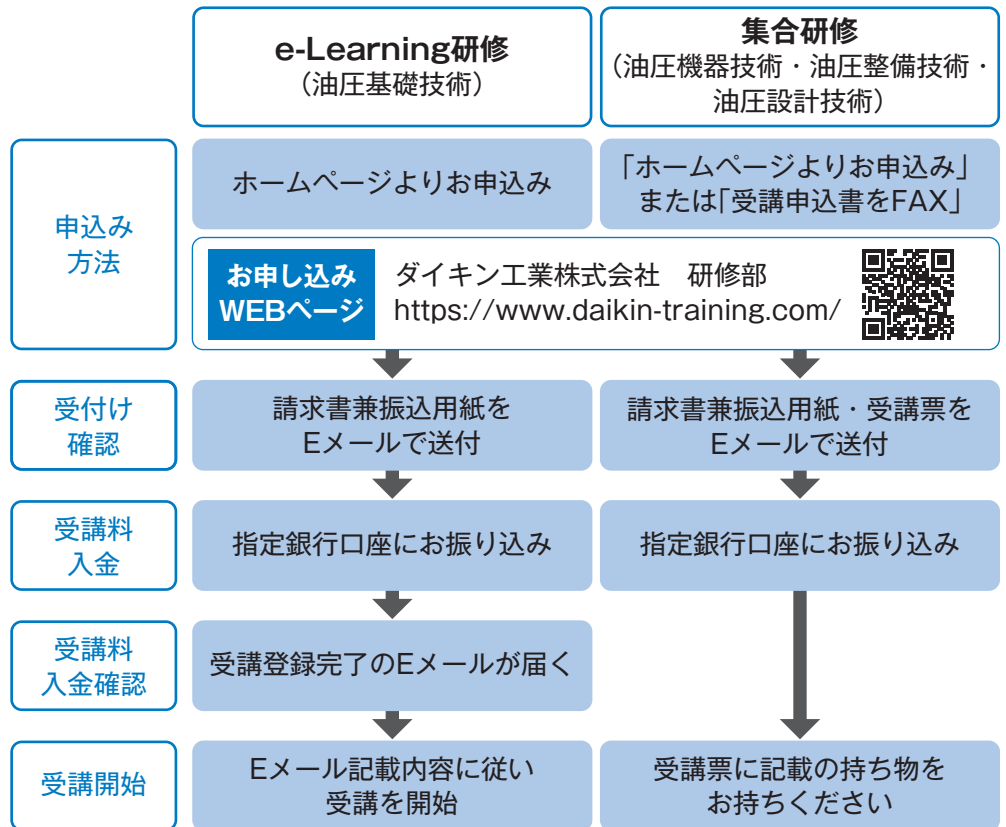 e-Learning研修
（油圧基礎技術）
集合研修
（油圧機器技術・油圧整備技術・
油圧設計技術）
申込み
方法
ホームページよりお申込み
「ホームページよりお申込み」
または「受講申込書をFAX」
お申し込み
WEBページ
ダイキン工業株式会社　研修部
https://www.daikin-training.com/
受付け
確認
請求書兼振込用紙を
Eメールで送付
請求書兼振込用紙・受講票を
Eメールで送付
受講料
入金
指定銀行口座にお振り込み
指定銀行口座にお振り込み
受講料
入金確認
受講登録完了のEメールが届く
受講開始
Eメール記載内容に従い
受講を開始
受講票に記載の持ち物を
お持ちください